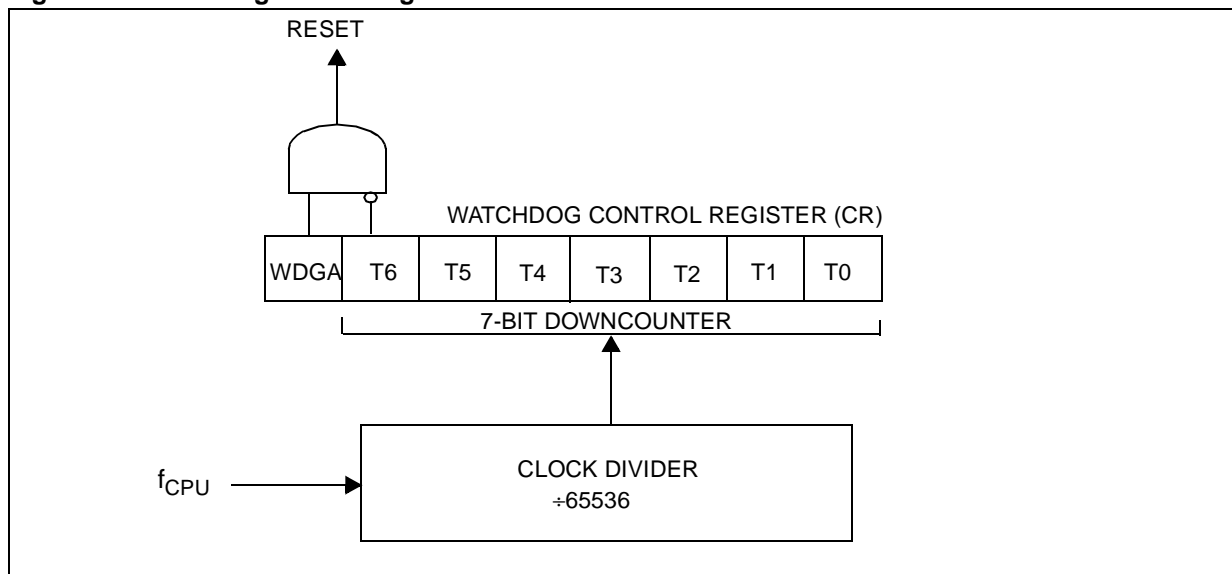 RESET
WATCHDOG CONTROL REGISTER (CR)
WDGA T6 T5 T4 T3 T2 T1 T0
7-BIT DOWNCOUNTER
fCPU
CLOCK DIVIDER
÷65536